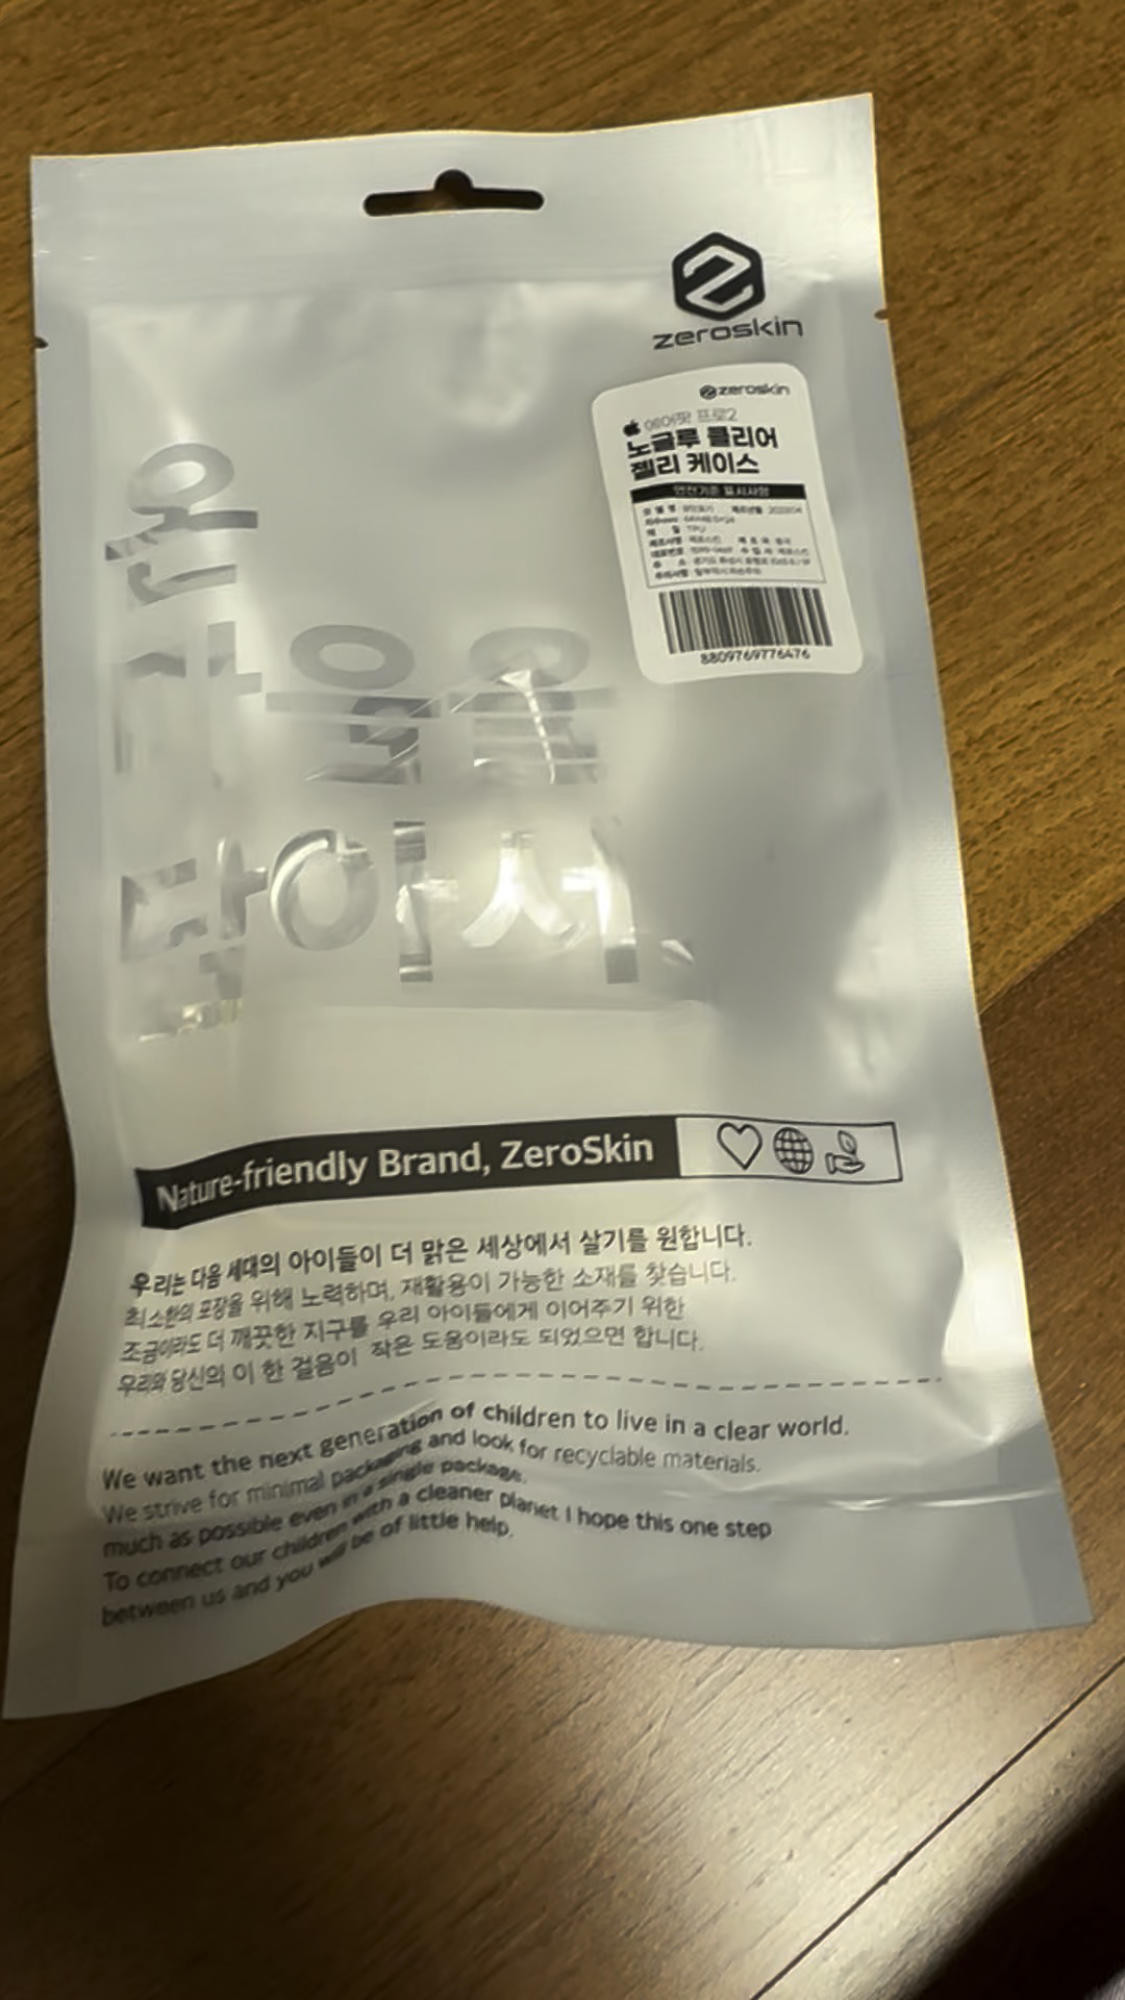 zeroskin
zeroskin
에어팟 프로2
노글루 클리어
젤리 케이스
안전기준 표시사항
TPU
8809769776476
온
마음을
담아서
Nature-friendly Brand, ZeroSkin
우리는 다음 세대의 아이들이 더 맑은 세상에서 살기를 원합니다.
최소한의 포장을 위해 노력하며, 재활용이 가능한 소재를 찾습니다.
조금이라도 더 깨끗한 지구를 우리 아이들에게 이어주기 위한
우리와 당신의 이 한 걸음이 작은 도움이라도 되었으면 합니다.
We want the next generation of children to live in a clear world.
We strive for minimal packaging and look for recyclable materials.
much as possible even in a single package.
To connect our children with a cleaner planet I hope this one step
between us and you will be of little help.